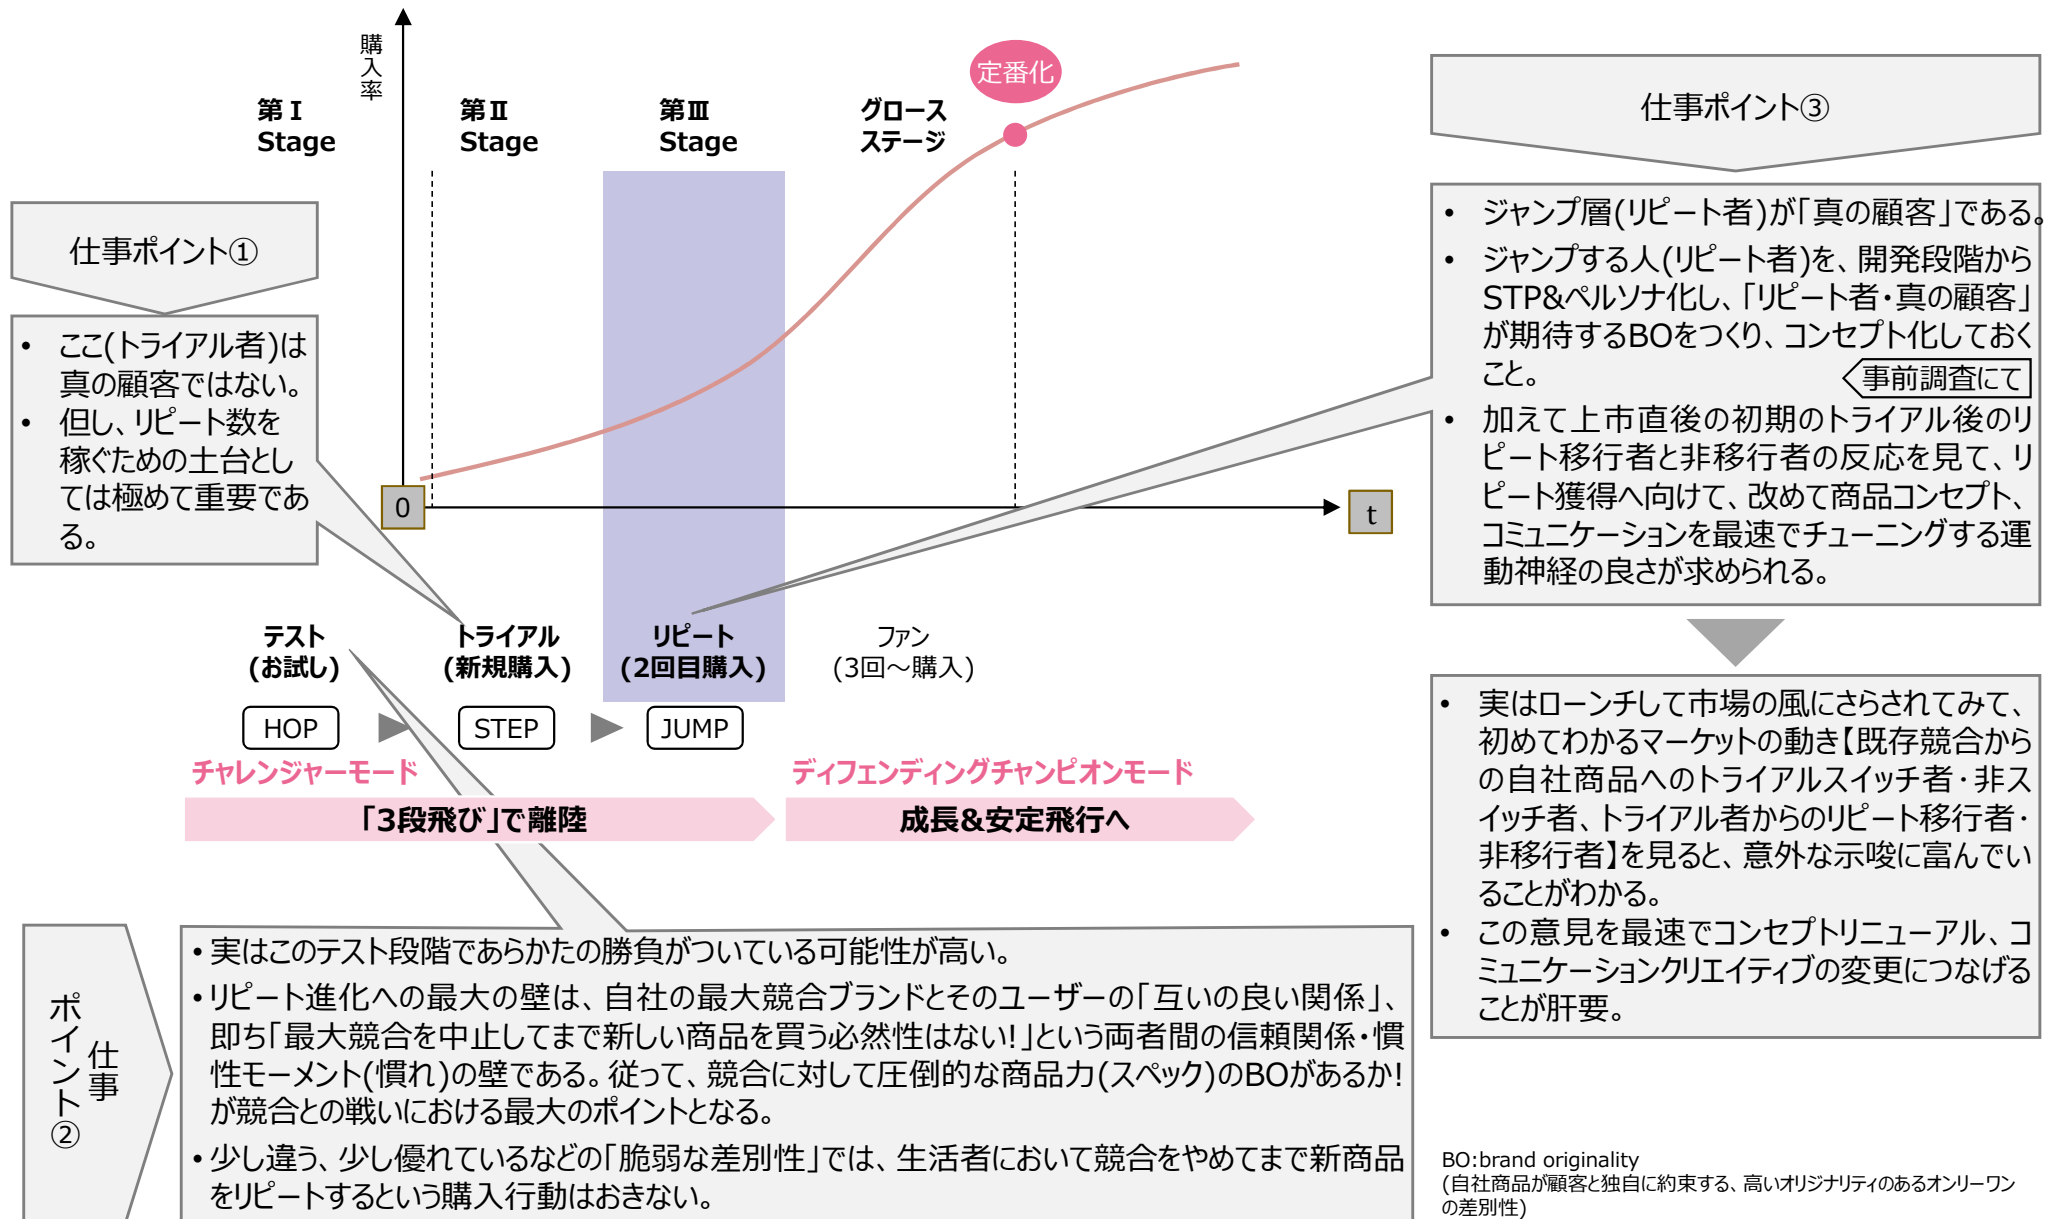 購入率
第Ⅰ
Stage
第Ⅱ
Stage
第Ⅲ
Stage
グロース
ステージ
定番化
仕事ポイント①
• ここ(トライアル者)は
真の顧客ではない。
• 但し、リピート数を
稼ぐための土台とし
ては極めて重要であ
る。
0
t
テスト
(お試し)
トライアル
(新規購入)
リピート
(2回目購入)
ファン
(3回～購入)
HOP
STEP
JUMP
チャレンジャーモード
ディフェンディングチャンピオンモード
「3段飛び」で離陸
成長&安定飛行へ
仕事
ポイント②
• 実はこのテスト段階であらかたの勝負がついている可能性が高い。
• リピート進化への最大の壁は、自社の最大競合ブランドとそのユーザーの「互いの良い関係」、
即ち「最大競合を中止してまで新しい商品を買う必然性はない!」という両者間の信頼関係・慣
性モーメント(慣れ)の壁である。従って、競合に対して圧倒的な商品力(スペック)のBOがあるか!
が競合との戦いにおける最大のポイントとなる。
• 少し違う、少し優れているなどの「脆弱な差別性」では、生活者において競合をやめてまで新商品
をリピートするという購入行動はおきない。
仕事ポイント③
• ジャンプ層(リピート者)が「真の顧客」である。
• ジャンプする人(リピート者)を、開発段階から
STP&ペルソナ化し、「リピート者・真の顧客」
が期待するBOをつくり、コンセプト化しておく
こと。
事前調査にて
• 加えて上市直後の初期のトライアル後のリ
ピート移行者と非移行者の反応を見て、リ
ピート獲得へ向けて、改めて商品コンセプト、
コミュニケーションを最速でチューニングする運
動神経の良さが求められる。
• 実はローンチして市場の風にさらされてみて、
初めてわかるマーケットの動き【既存競合から
の自社商品へのトライアルスイッチ者・非ス
イッチ者、トライアル者からのリピート移行者・
非移行者】を見ると、意外な示唆に富んでい
ることがわかる。
• この意見を最速でコンセプトリニューアル、コ
ミュニケーションクリエイティブの変更につなげる
ことが肝要。
BO:brand originality
(自社商品が顧客と独自に約束する、高いオリジナリティのあるオンリーワン
の差別性)